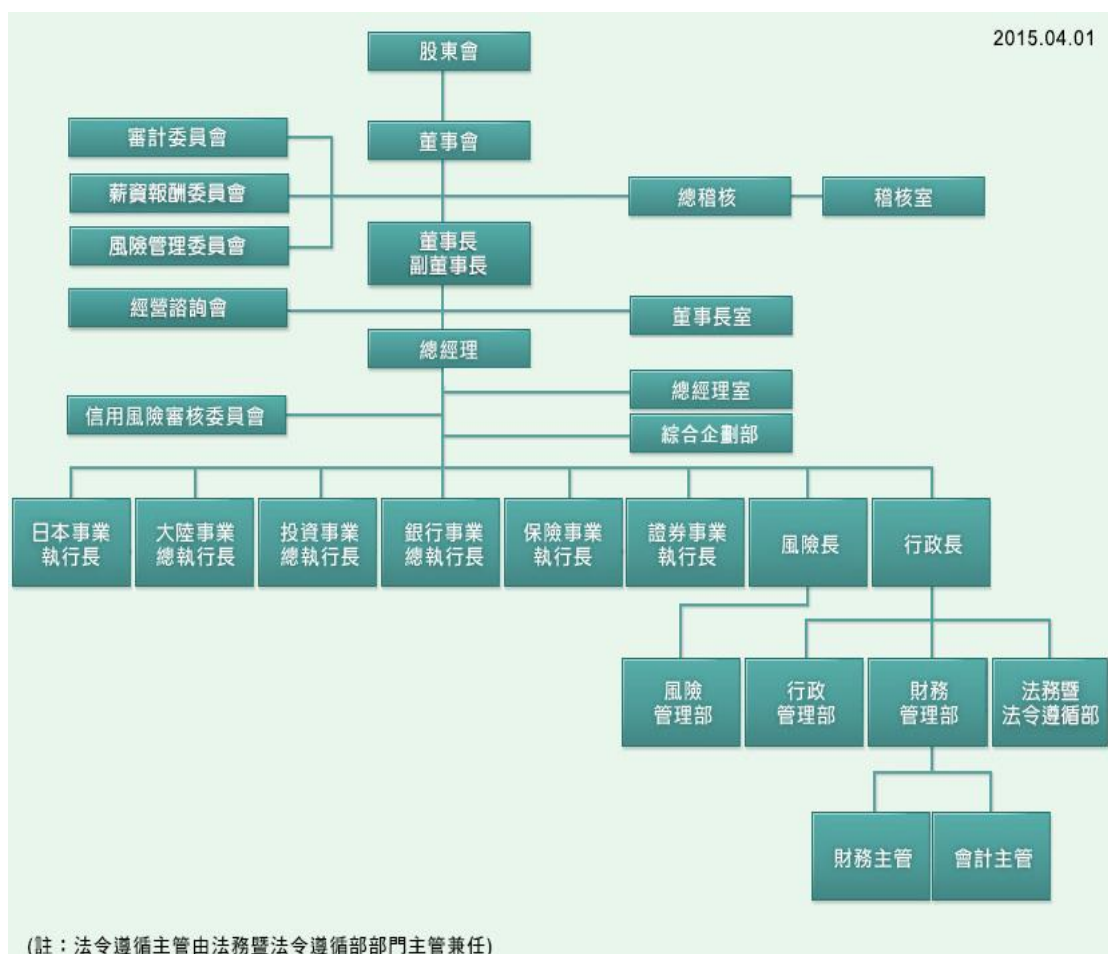 2015.04.01
股東會
審計委員會
董事會
薪資報酬委員會
總稽核
稽核室
風險管理委員會
董事長
副董事長
經營諮詢會
董事長室
總經理
總經理室
信用風險審核委員會
綜合企劃部
日本事業
執行長
大陸事業
總執行長
投資事業
總執行長
銀行事業
總執行長
保險事業
執行長
證券事業
執行長
風險長
行政長
風險
管理部
行政
管理部
財務
管理部
法務暨
法令遵循部
財務主管
會計主管
(註：法令遵循主管由法務暨法令遵循部部門主管兼任)